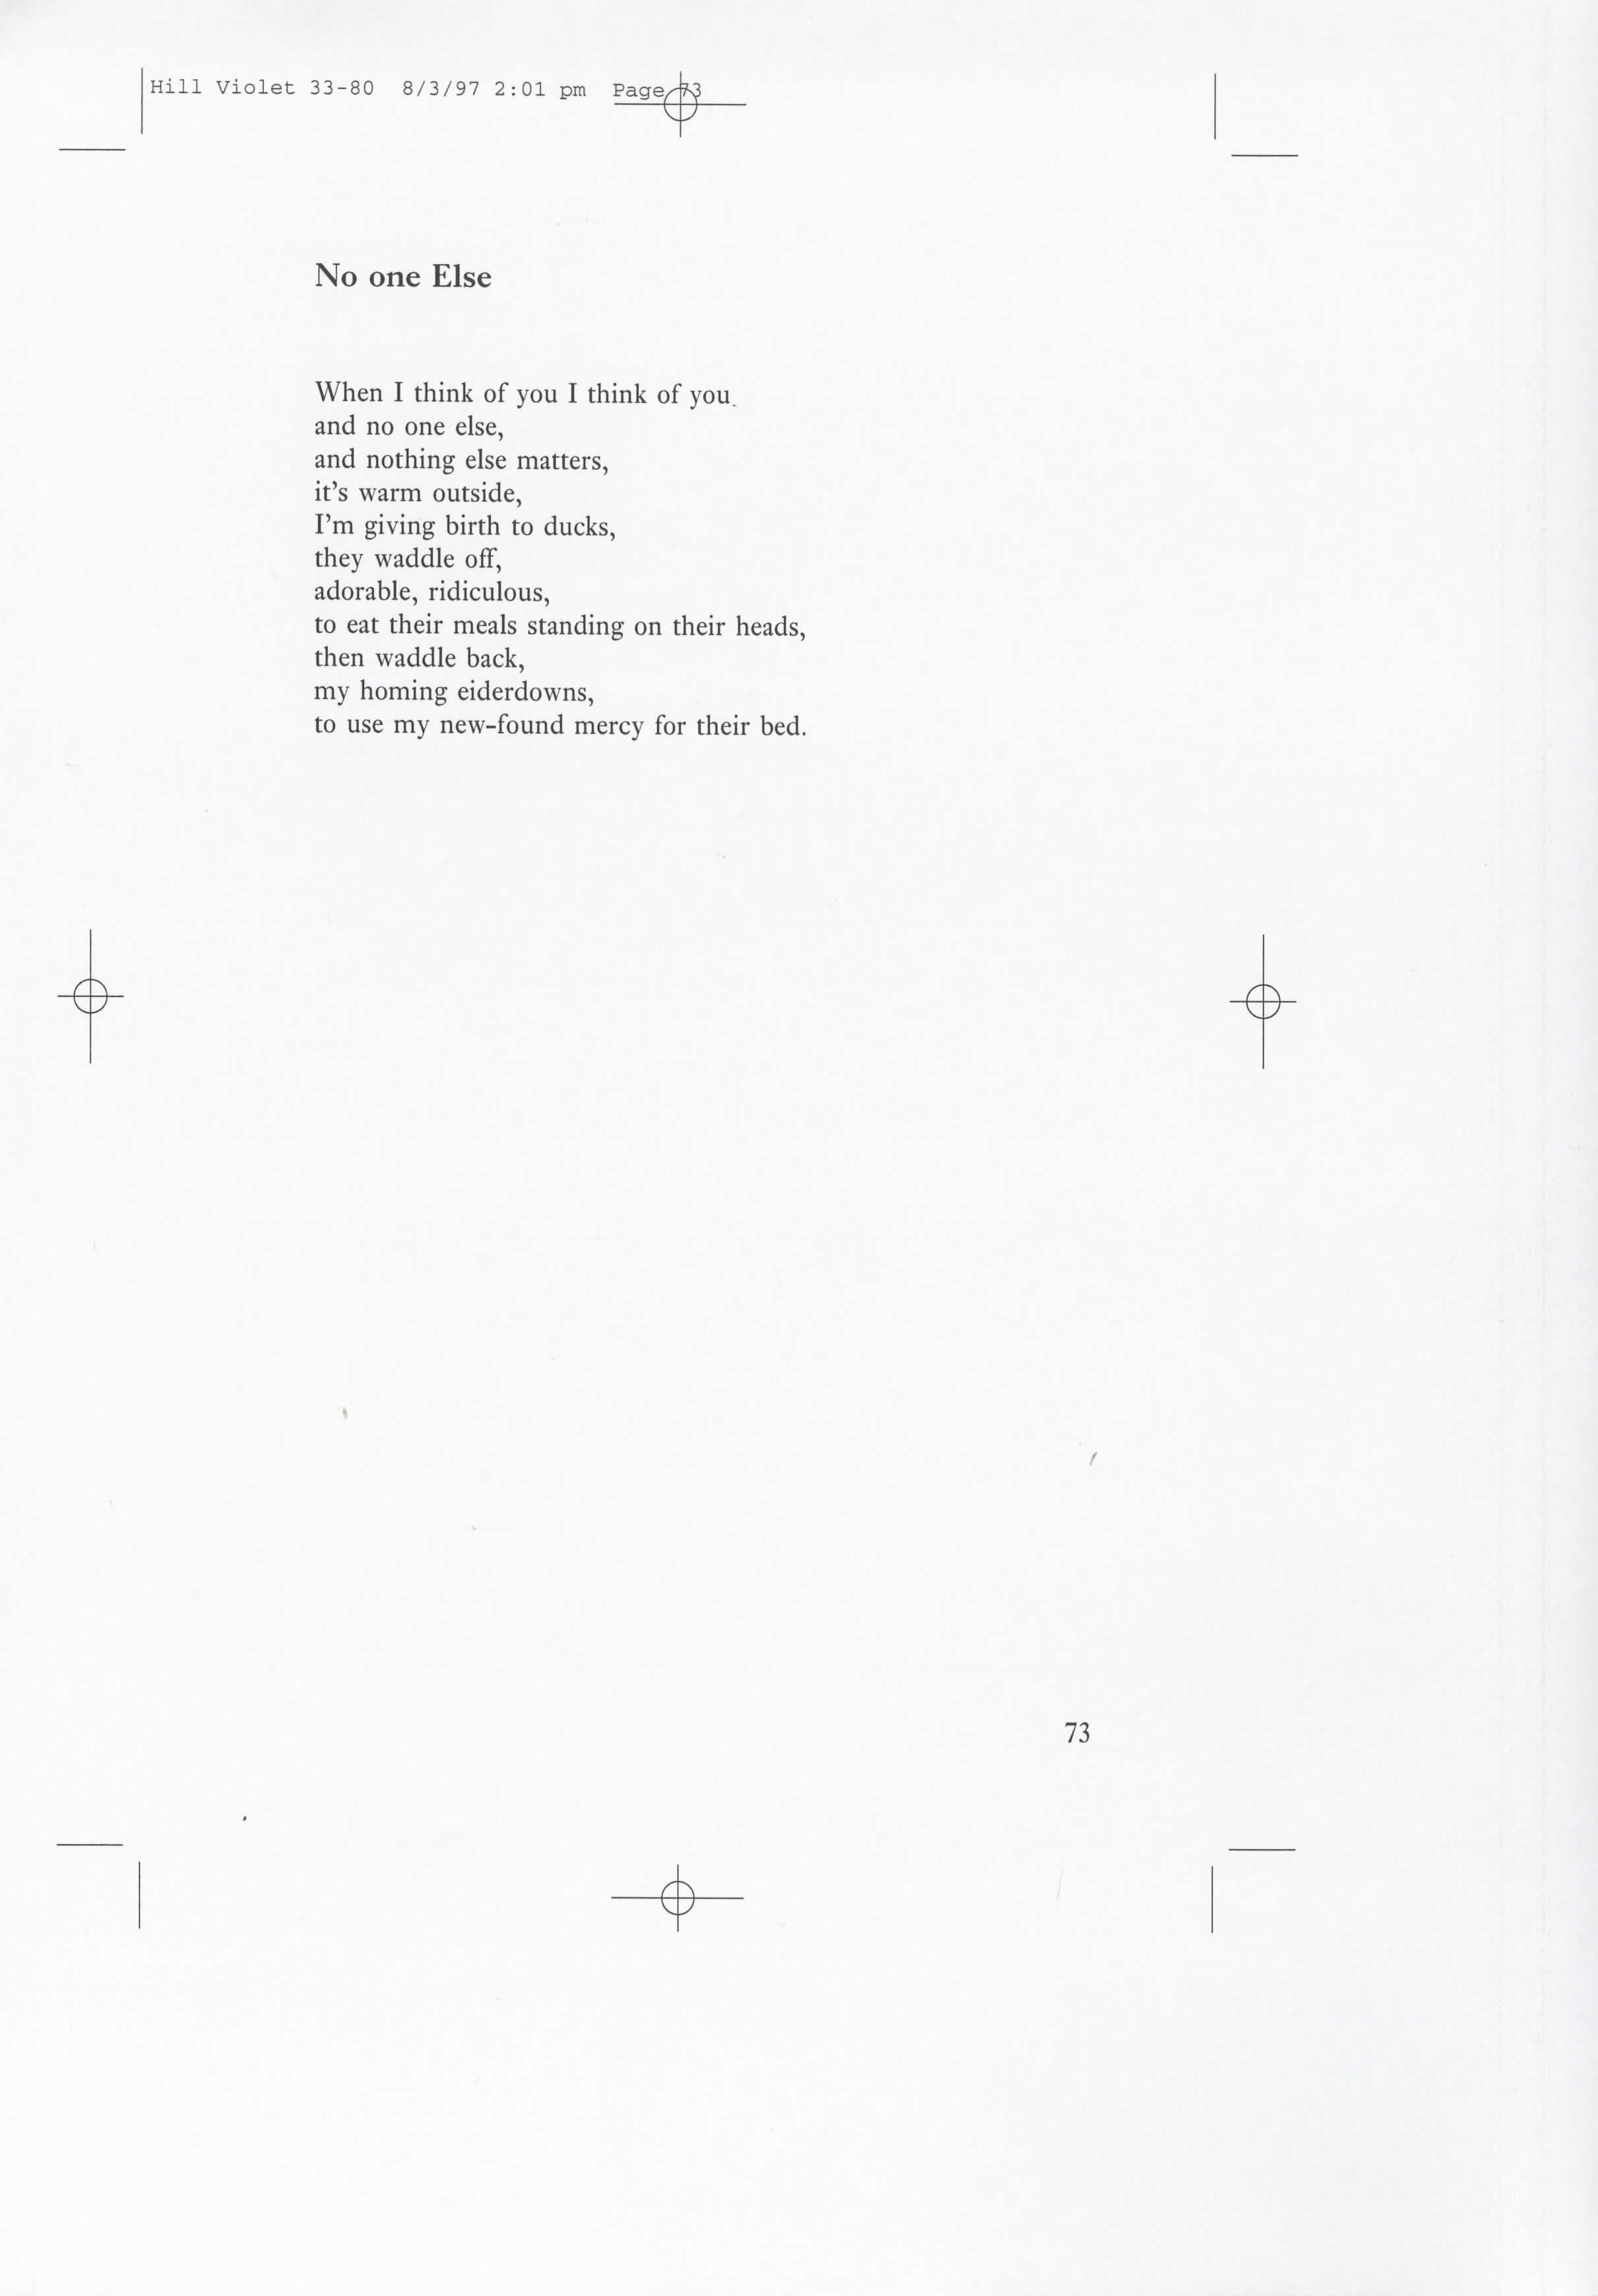 Hill Violet 33-80 8/3/97 2:01 pm Page 73
No one Else
When I think of you I think of you
and no one else,
and nothing else matters,
it's warm outside,
I'm giving birth to ducks,
they waddle off,
adorable, ridiculous,
to eat their meals standing on their heads,
then waddle back,
my homing eiderdowns,
to use my new-found mercy for their bed.
73